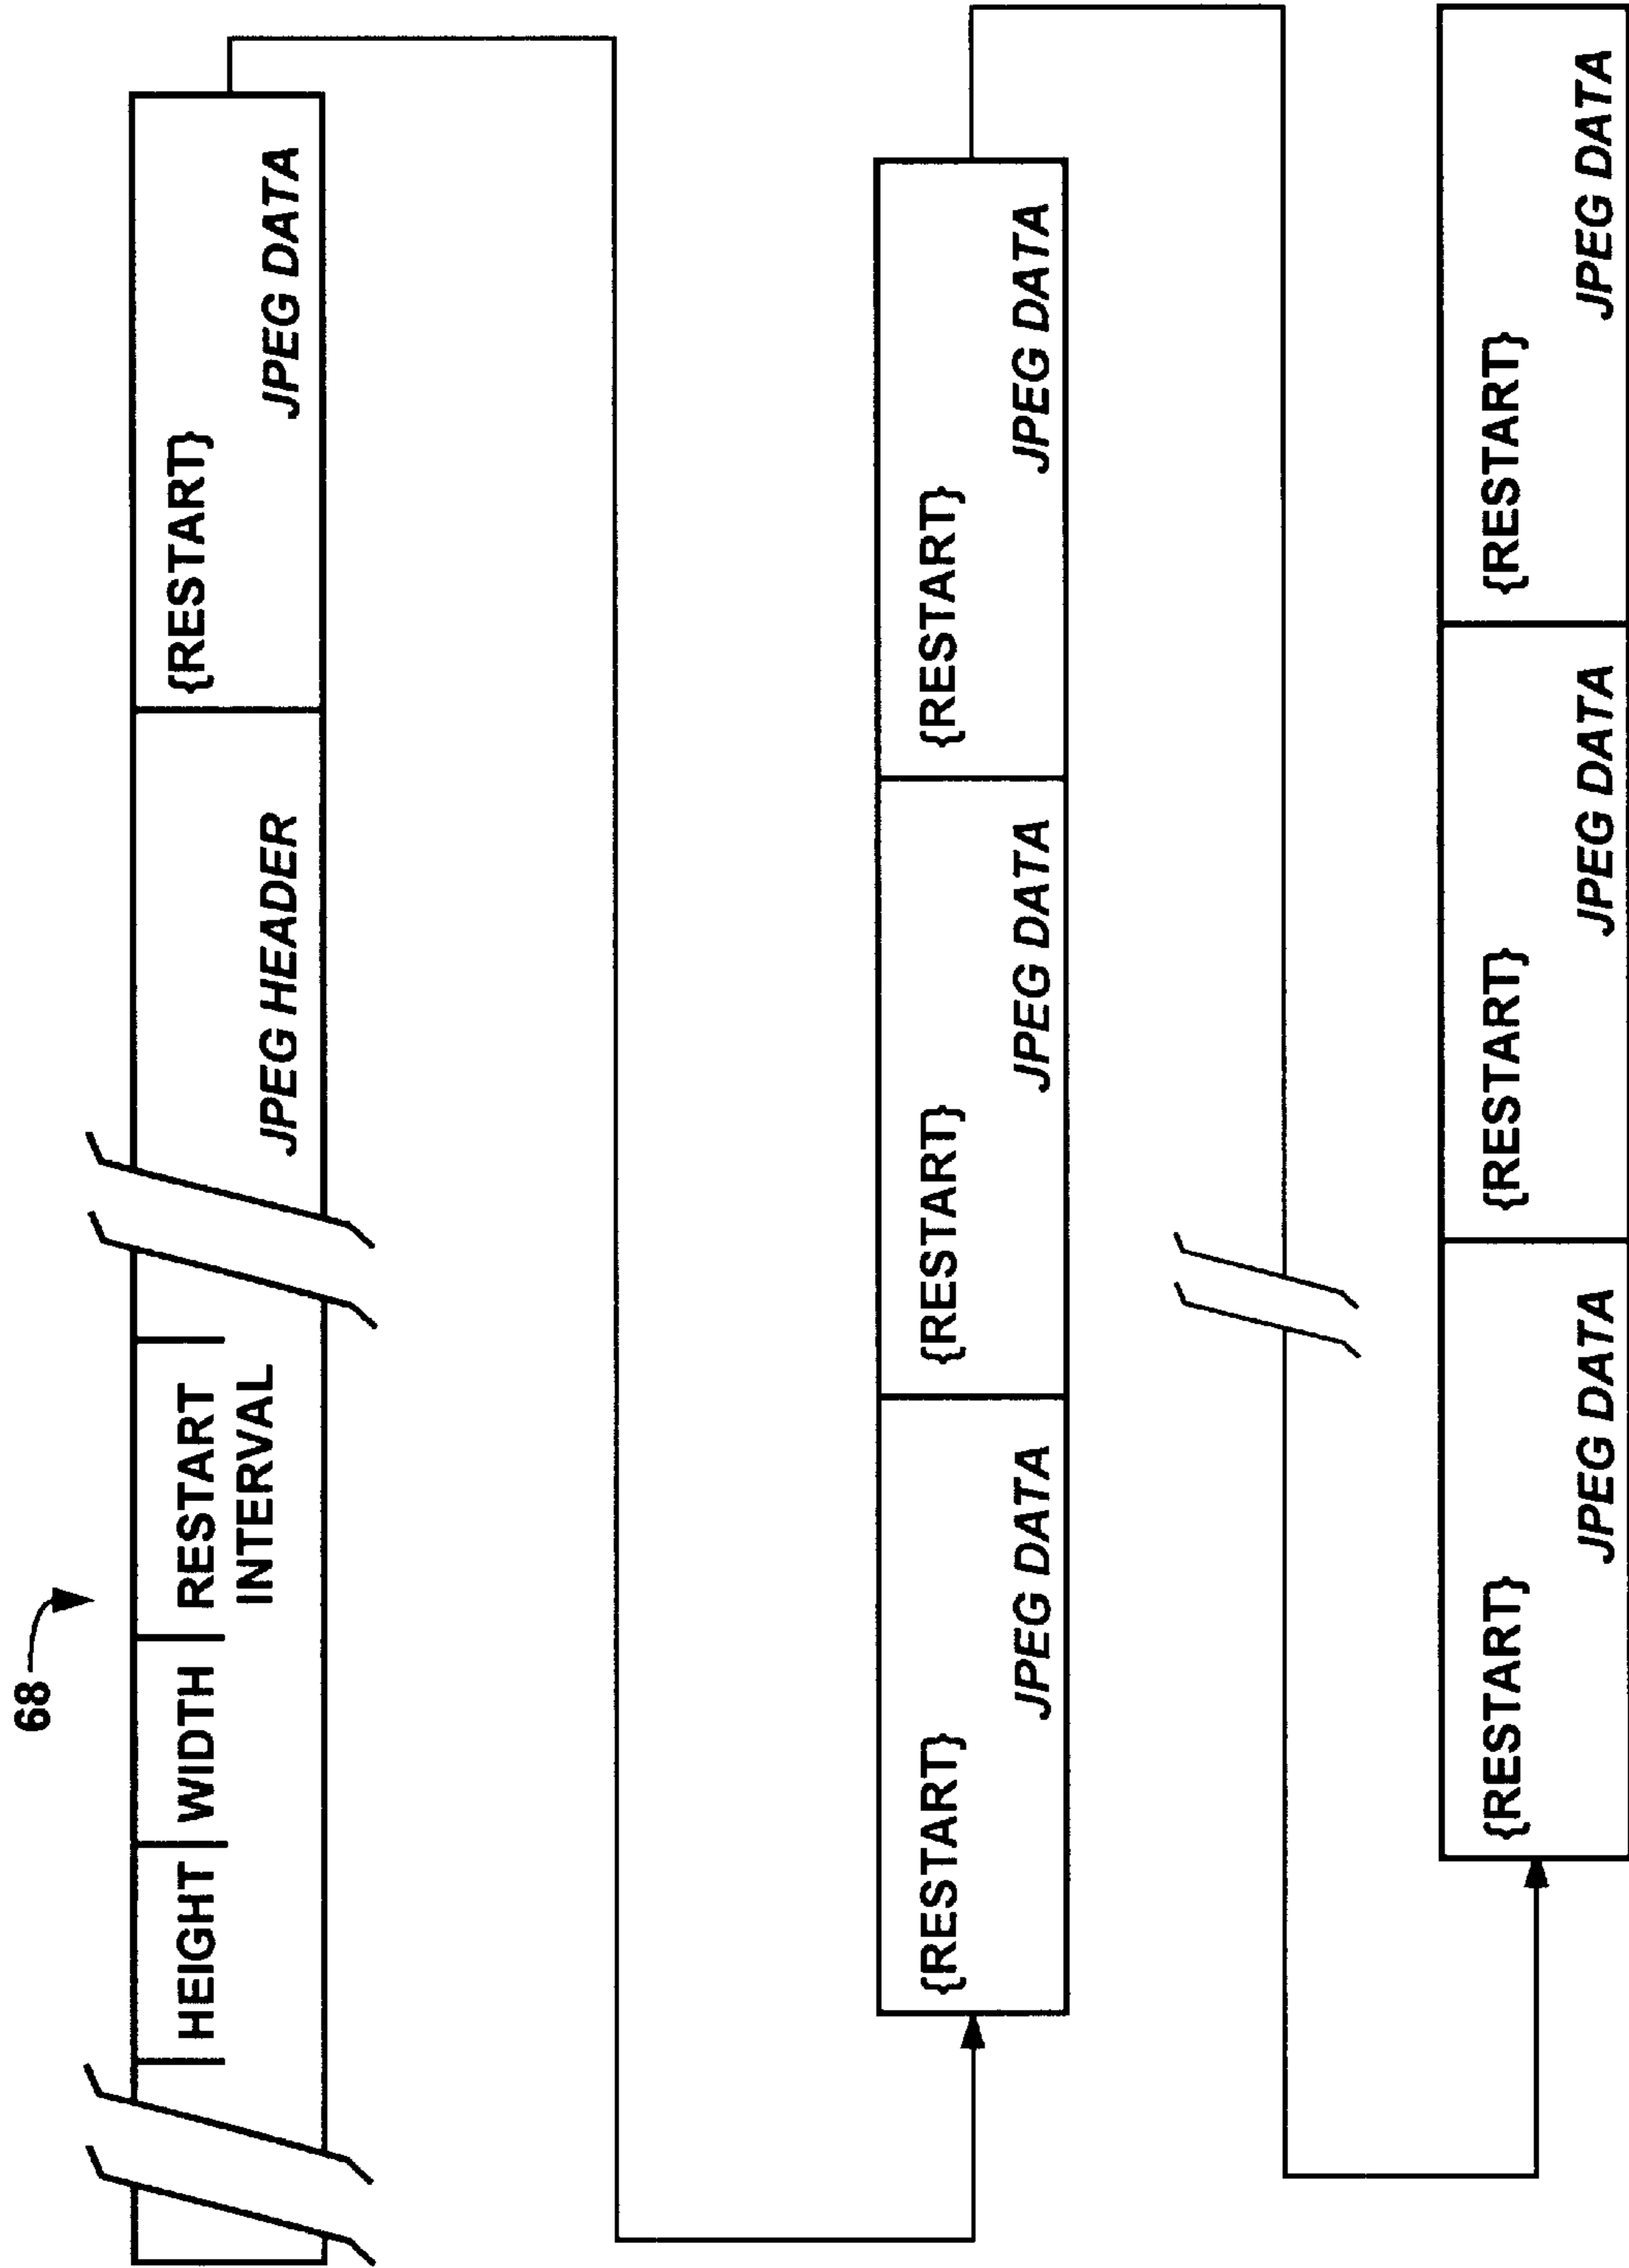 68
HEIGHT WIDTH RESTART
INTERVAL
JPEG HEADER
{RESTART}
JPEG DATA
{RESTART}
JPEG DATA
{RESTART}
JPEG DATA
{RESTART}
JPEG DATA
{RESTART}
JPEG DATA
{RESTART}
JPEG DATA
{RESTART}
JPEG DATA